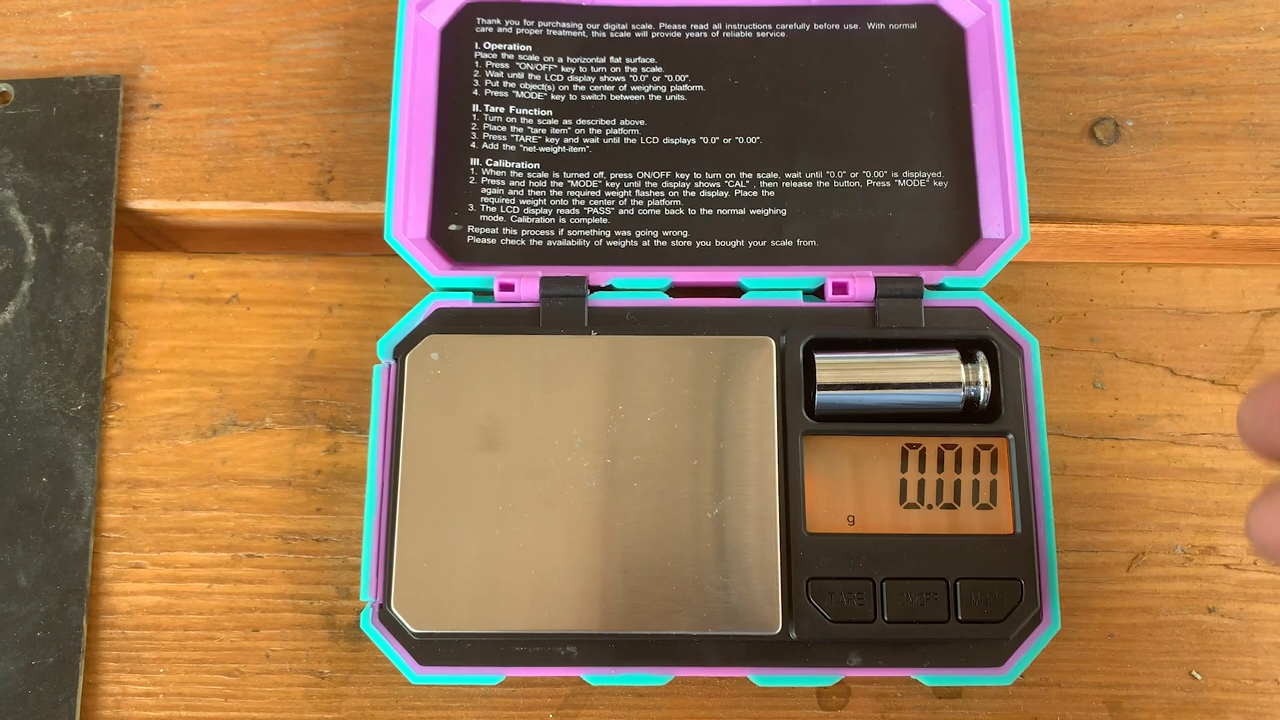 Thank you for purchasing our digital scale. Please read all instructions carefully before use. With normal
care and proper treatment, this scale will provide years of reliable service.
I. Operation
Place the scale on a horizontal flat surface.
1. Press "ON/OFF" key to turn on the scale.
2. Wait until the LCD display shows "0.0" or "0.00".
3. Put the object(s) on the center of weighing platform.
4. Press "MODE" key to switch between the units.
II. Tare Function
1. Turn on the scale as described above.
2. Place the "tare item" on the platform.
3. Press "TARE" key and wait until the LCD displays "0.0" or "0.00".
4. Add the "net-weight-item".
III. Calibration
1. When the scale is turned off, press ON/OFF key to turn on the scale, wait until "0.0" or "0.00" is displayed.
2. Press and hold the "MODE" key until the display shows "CAL" , then release the button, Press "MODE" key
again and then the required weight flashes on the display. Place the
required weight onto the center of the platform.
3. The LCD display reads "PASS" and come back to the normal weighing
mode. Calibration is complete.
Repeat this process if something was going wrong.
Please check the availability of weights at the store you bought your scale from.
0.00
g
TARE ON/OFF